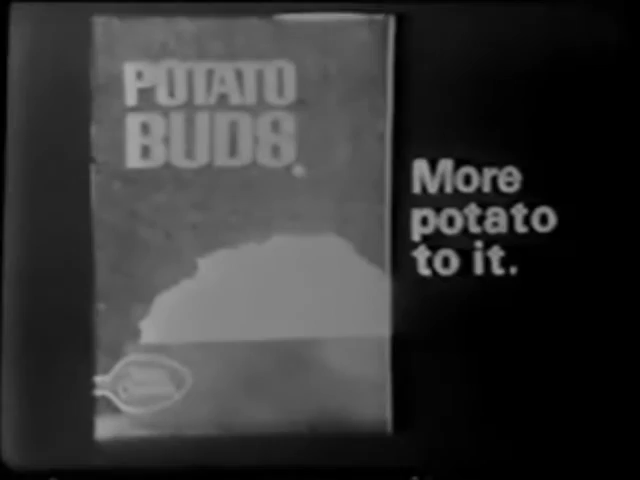 POTATO
BUDS
More
potato
to it.